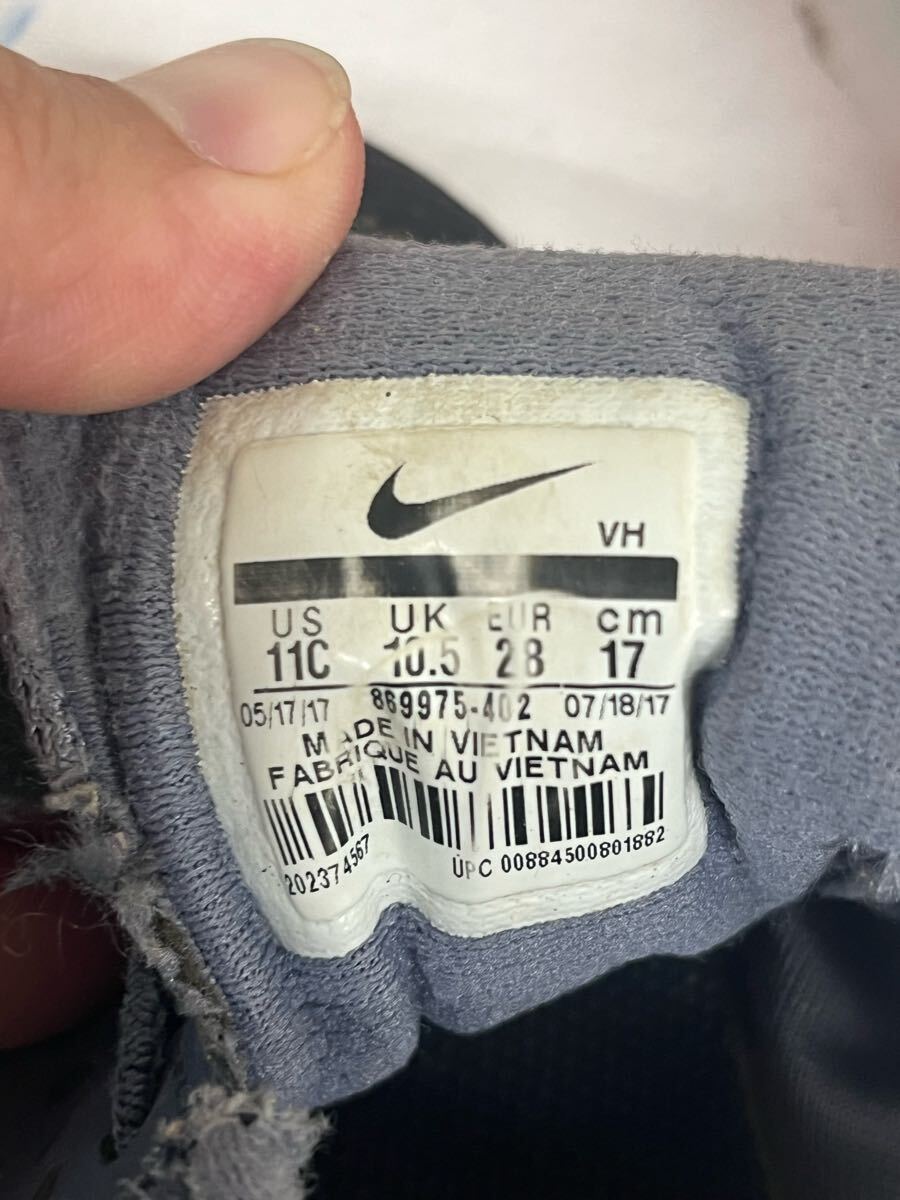 VH
US UK EUR cm
11C 10.5 28 17
05/17/17 869975-402 07/18/17
MADE IN VIETNAM
FABRIQUE AU VIETNAM
202374567 UPC 00884500801882